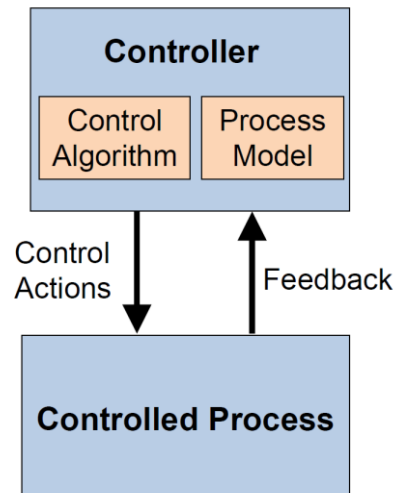 Controller
Control
Algorithm
Process
Model
Control
Actions
Feedback
Controlled Process